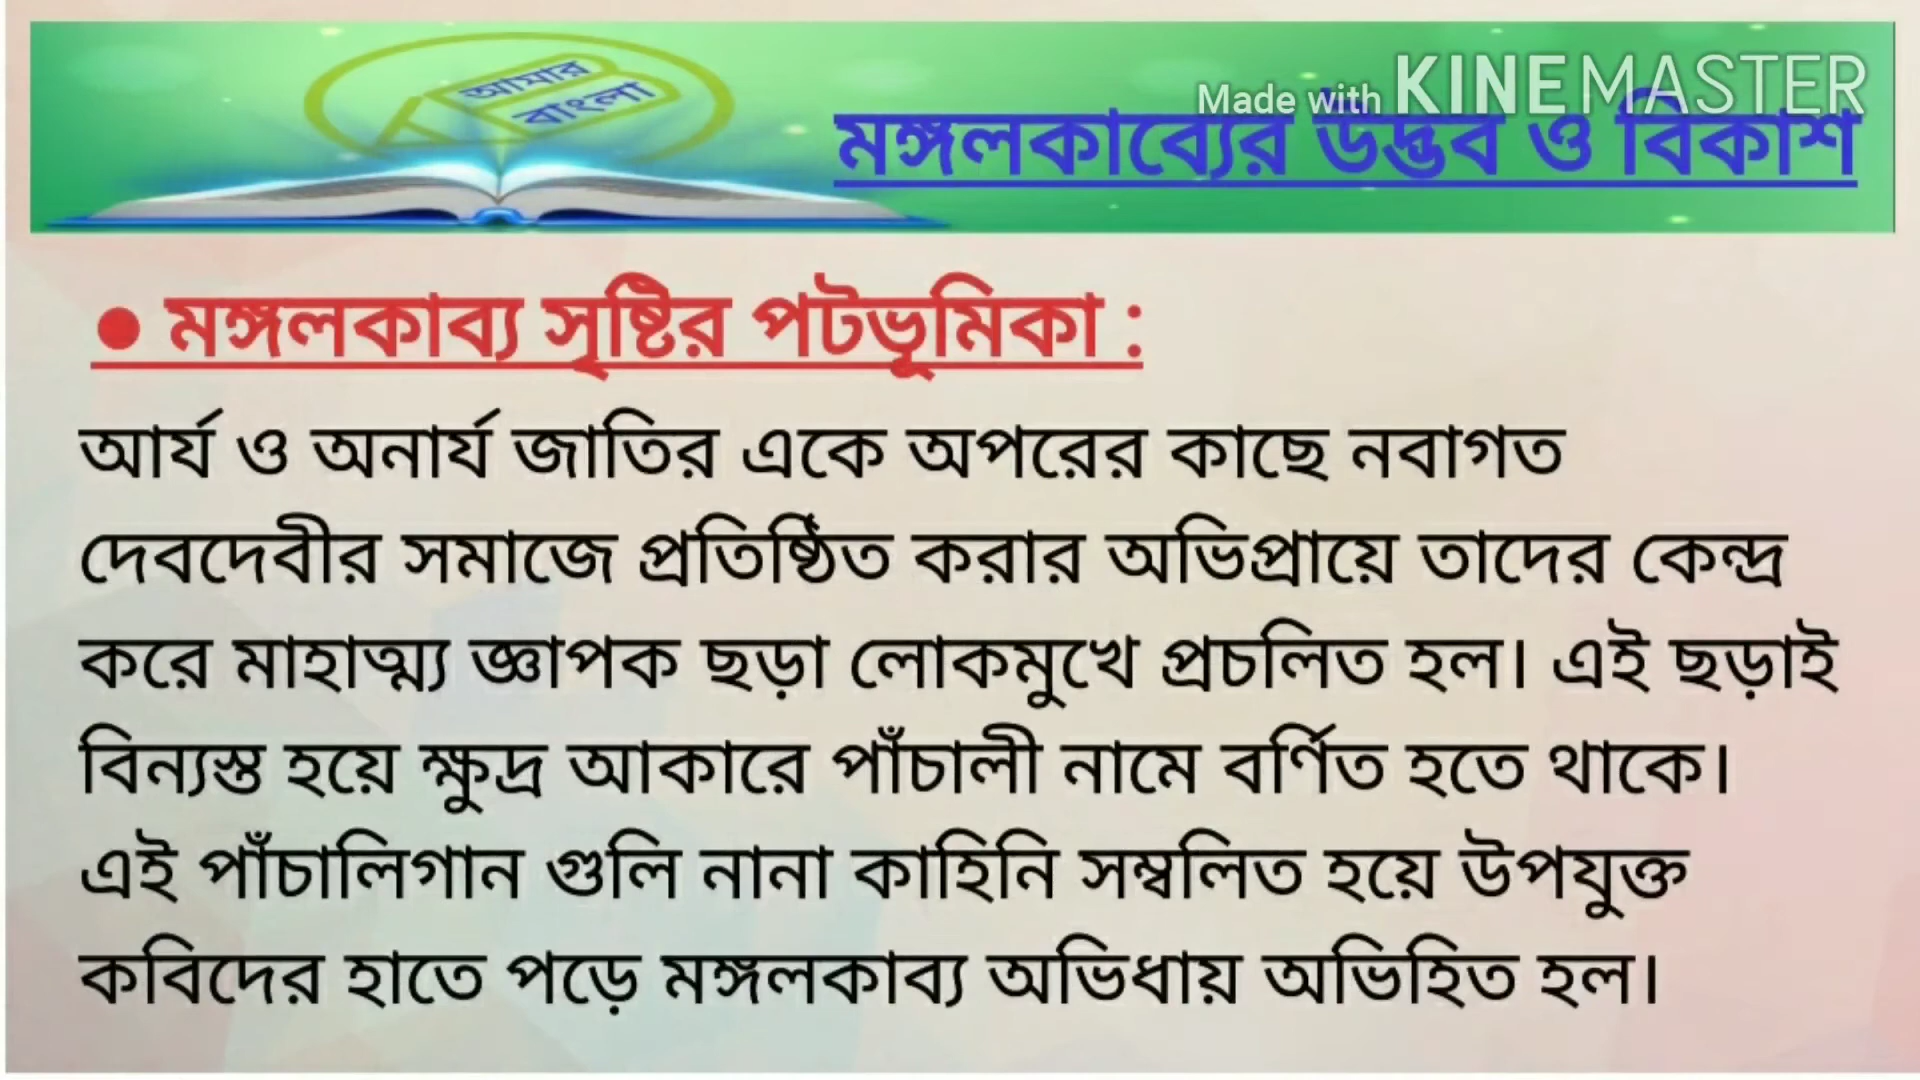 আমার
বাংলা
Made with KINEMASTER
মঙ্গলকাব্যের উদ্ভব ও বিকাশ
● মঙ্গলকাব্য সৃষ্টির পটভূমিকা :
আর্য ও অনার্য জাতির একে অপরের কাছে নবাগত
দেবদেবীর সমাজে প্রতিষ্ঠিত করার অভিপ্রায়ে তাদের কেন্দ্র
করে মাহাত্ম্য জ্ঞাপক ছড়া লোকমুখে প্রচলিত হল। এই ছড়াই
বিন্যস্ত হয়ে ক্ষুদ্র আকারে পাঁচালী নামে বর্ণিত হতে থাকে।
এই পাঁচালিগান গুলি নানা কাহিনি সম্বলিত হয়ে উপযুক্ত
কবিদের হাতে পড়ে মঙ্গলকাব্য অভিধায় অভিহিত হল।